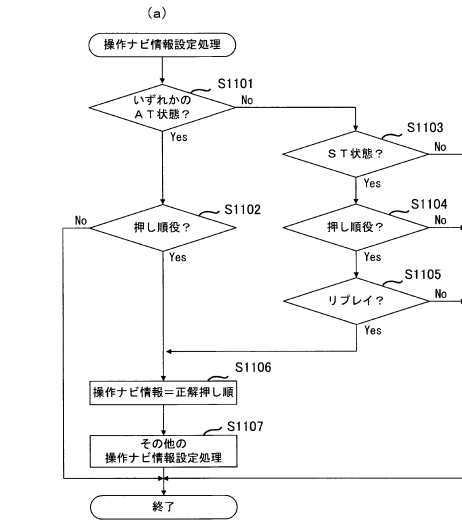 (a)
操作ナビ情報設定処理
S1101
いずれかの
ＡＴ状態？
No
Yes
S1103
ＳＴ状態？
No
Yes
S1102
押し順役？
No
Yes
S1104
押し順役？
No
Yes
S1105
リプレイ？
No
Yes
S1106
操作ナビ情報＝正解押し順
S1107
その他の
操作ナビ情報設定処理
終了